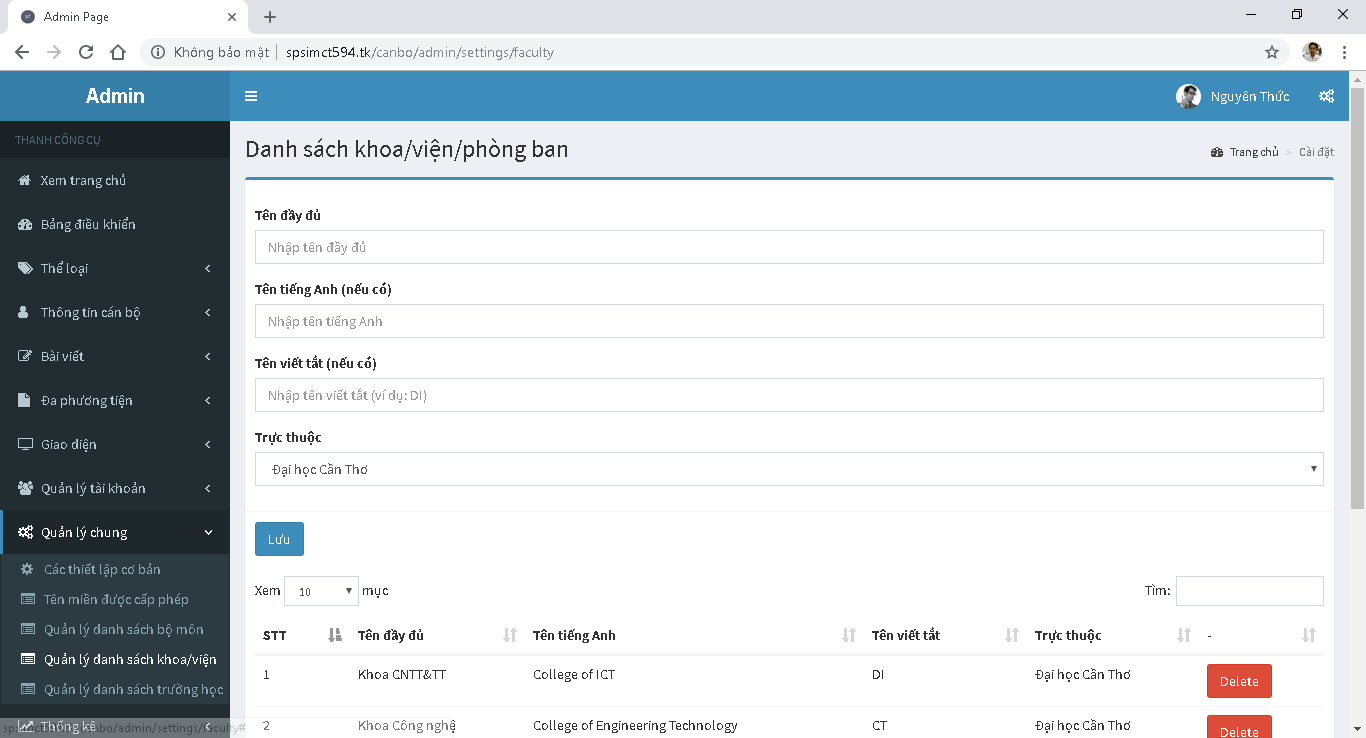 Admin Page
Không bảo mật
spsimct594.tk/canbo/admin/settings/faculty
Admin
Nguyên Thức
THANH CÔNG CỤ
Xem trang chủ
Bảng điều khiển
Thể loại
Thông tin cán bộ
Bài viết
Đa phương tiện
Giao diện
Quản lý tài khoản
Quản lý chung
Các thiết lập cơ bản
Tên miền được cấp phép
Quản lý danh sách bộ môn
Quản lý danh sách khoa/viện
Quản lý danh sách trường học
Thống kê
Danh sách khoa/viện/phòng ban
Trang chủ > Cài đặt
Tên đầy đủ
Nhập tên đầy đủ
Tên tiếng Anh (nếu có)
Nhập tên tiếng Anh
Tên viết tắt (nếu có)
Nhập tên viết tắt (ví dụ: DI)
Trực thuộc
Đại học Cần Thơ
Lưu
Xem 10 mục
Tìm:
STT Tên đầy đủ Tên tiếng Anh Tên viết tắt Trực thuộc -
1 Khoa CNTT&TT College of ICT DI Đại học Cần Thơ Delete
2 Khoa Công nghệ College of Engineering Technology CT Đại học Cần Thơ Delete